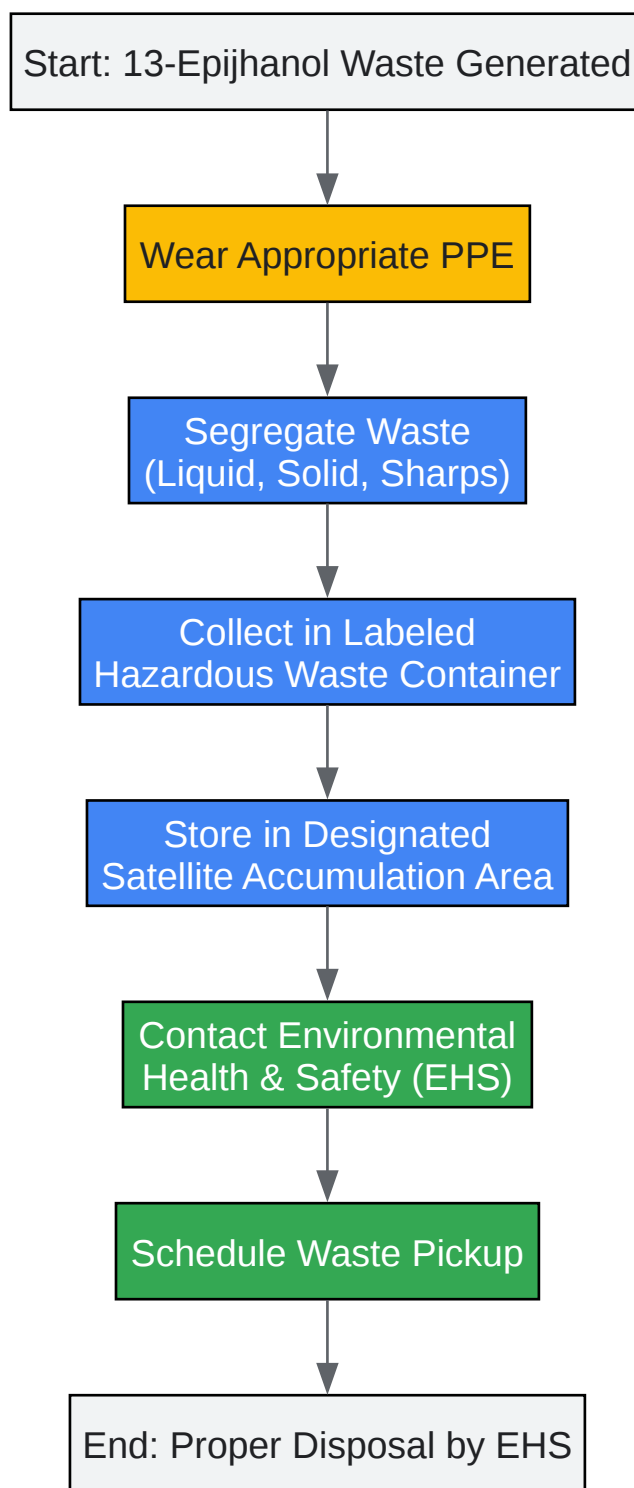 Start: 13-Epijhanol Waste Generated
Wear Appropriate PPE
Segregate Waste
(Liquid, Solid, Sharps)
Collect in Labeled
Hazardous Waste Container
Store in Designated
Satellite Accumulation Area
Contact Environmental
Health & Safety (EHS)
Schedule Waste Pickup
End: Proper Disposal by EHS